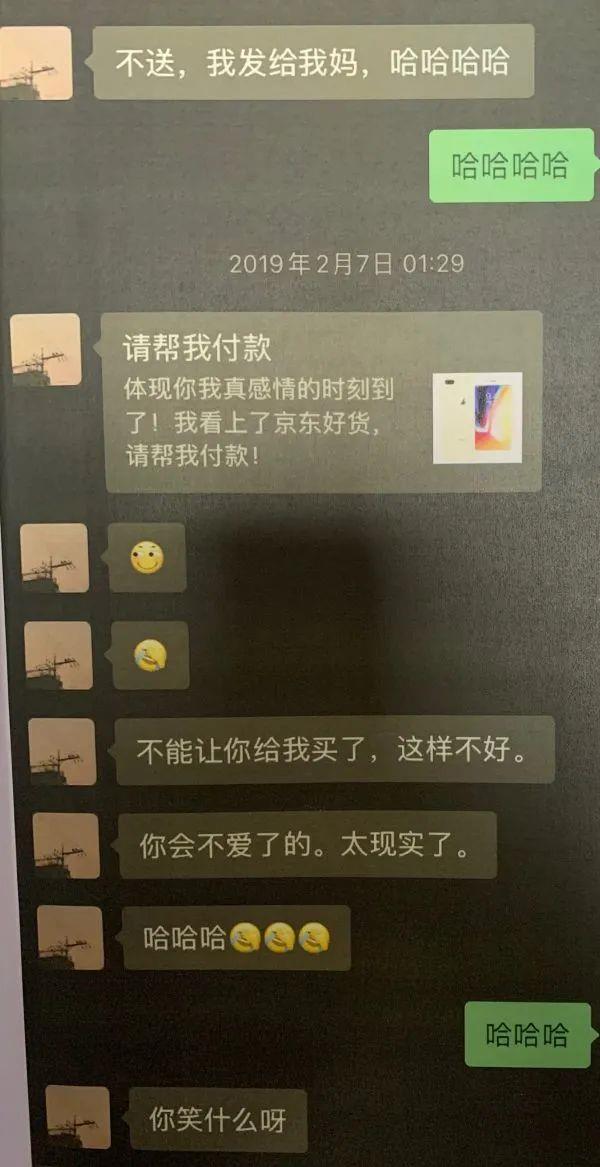 不送，我发给我妈，哈哈哈哈
哈哈哈哈
2019年2月7日 01:29
请帮我付款
体现你我真感情的时刻到
了！我看上了京东好货，
请帮我付款！
不能让你给我买了，这样不好。
你会不爱了的。太现实了。
哈哈哈
哈哈哈
你笑什么呀